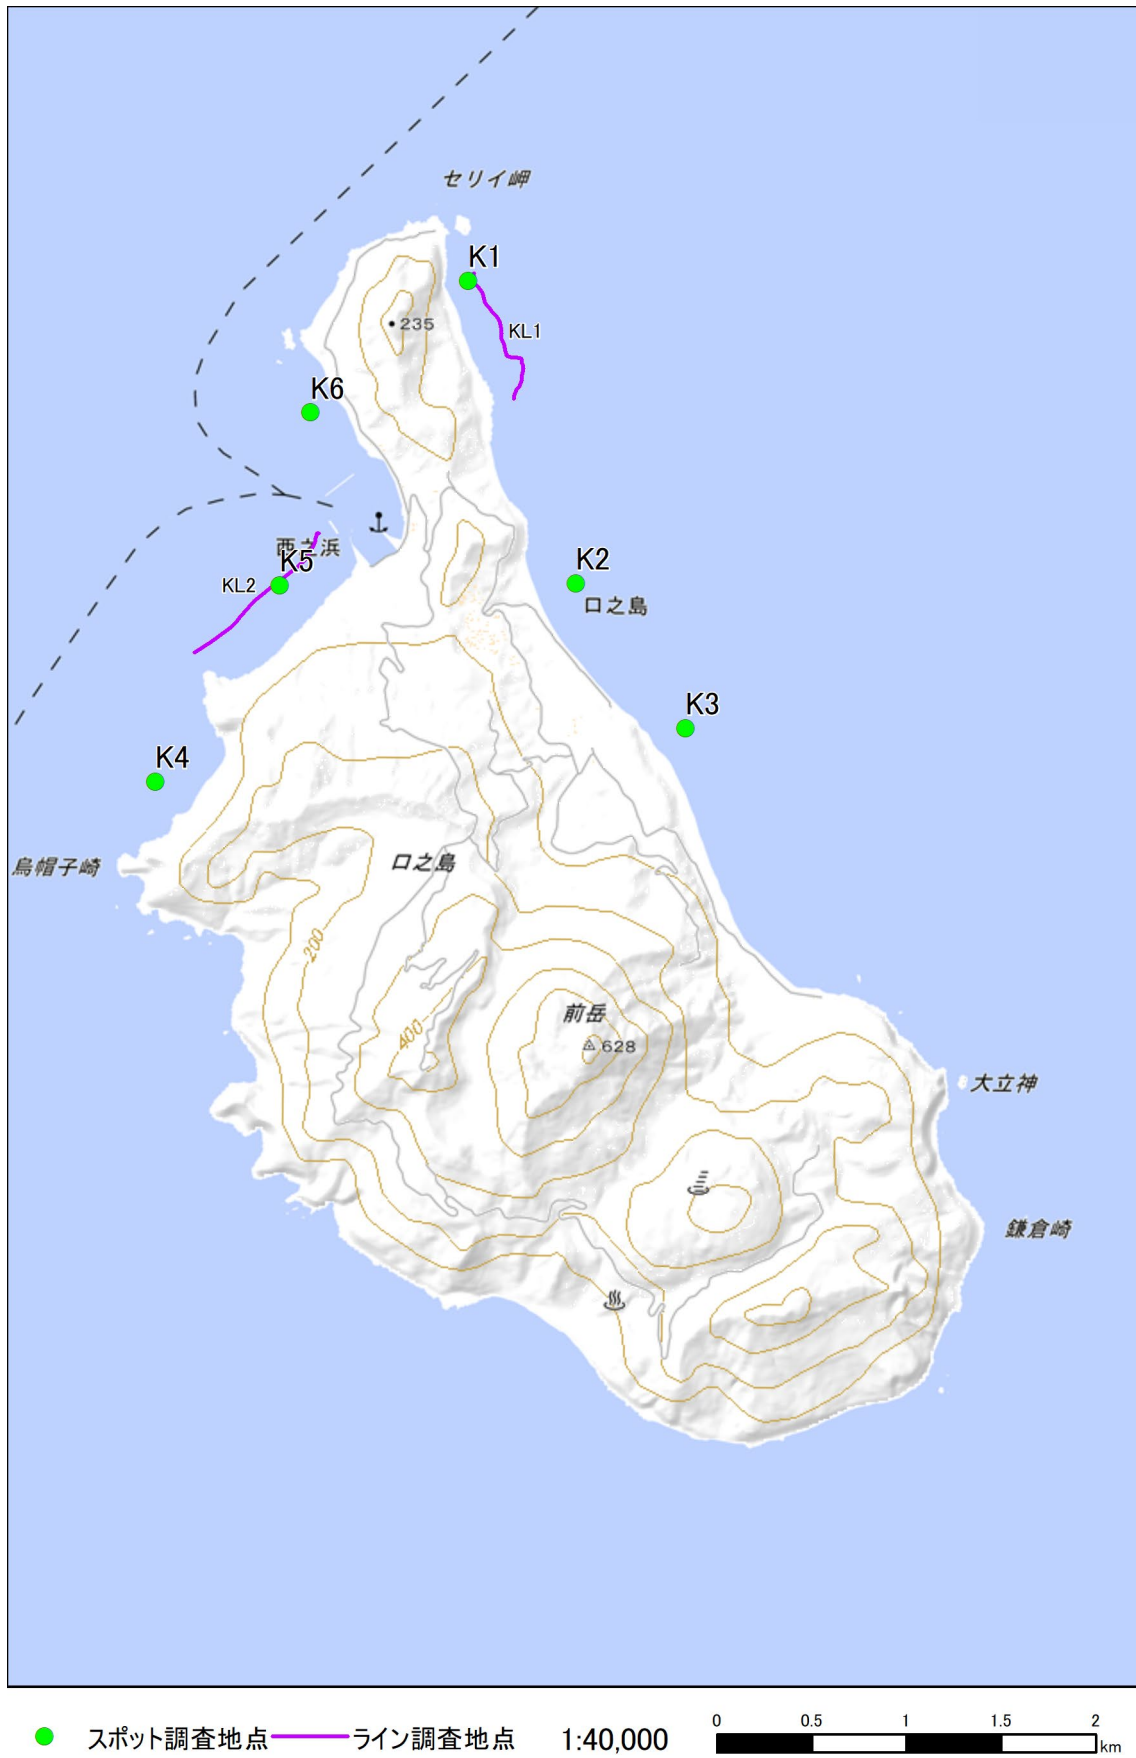 セリイ岬
K1
235
KL1
K6
西之浜
K5
KL2
K2
口之島
K3
K4
烏帽子崎
口之島
200
前岳
400
628
大立神
鎌倉崎
スポット調査地点
ライン調査地点
1:40,000
0 0.5 1 1.5 2
km